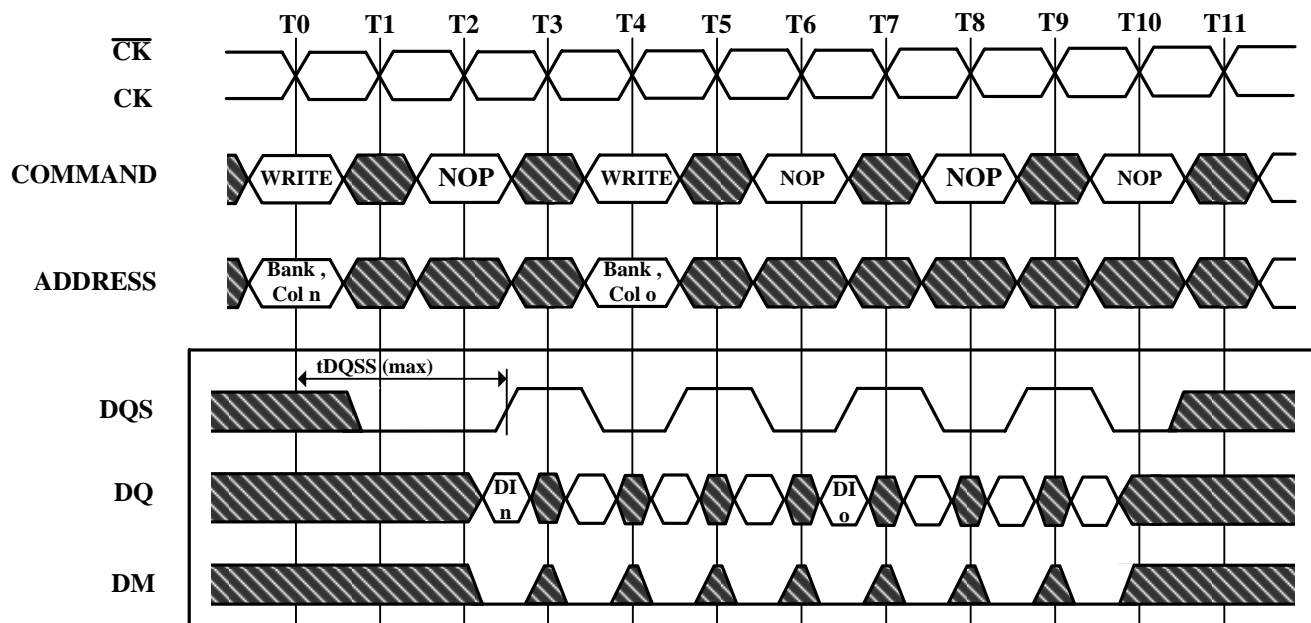 T0 T1 T2 T3 T4 T5 T6 T7 T8 T9 T10 T11
CK
CK
COMMAND WRITE NOP WRITE NOP NOP NOP
ADDRESS
Bank ,
Col n
Bank ,
Col o
tDQSS (max)
DQS
DQ
DI
n
DI
o
DM